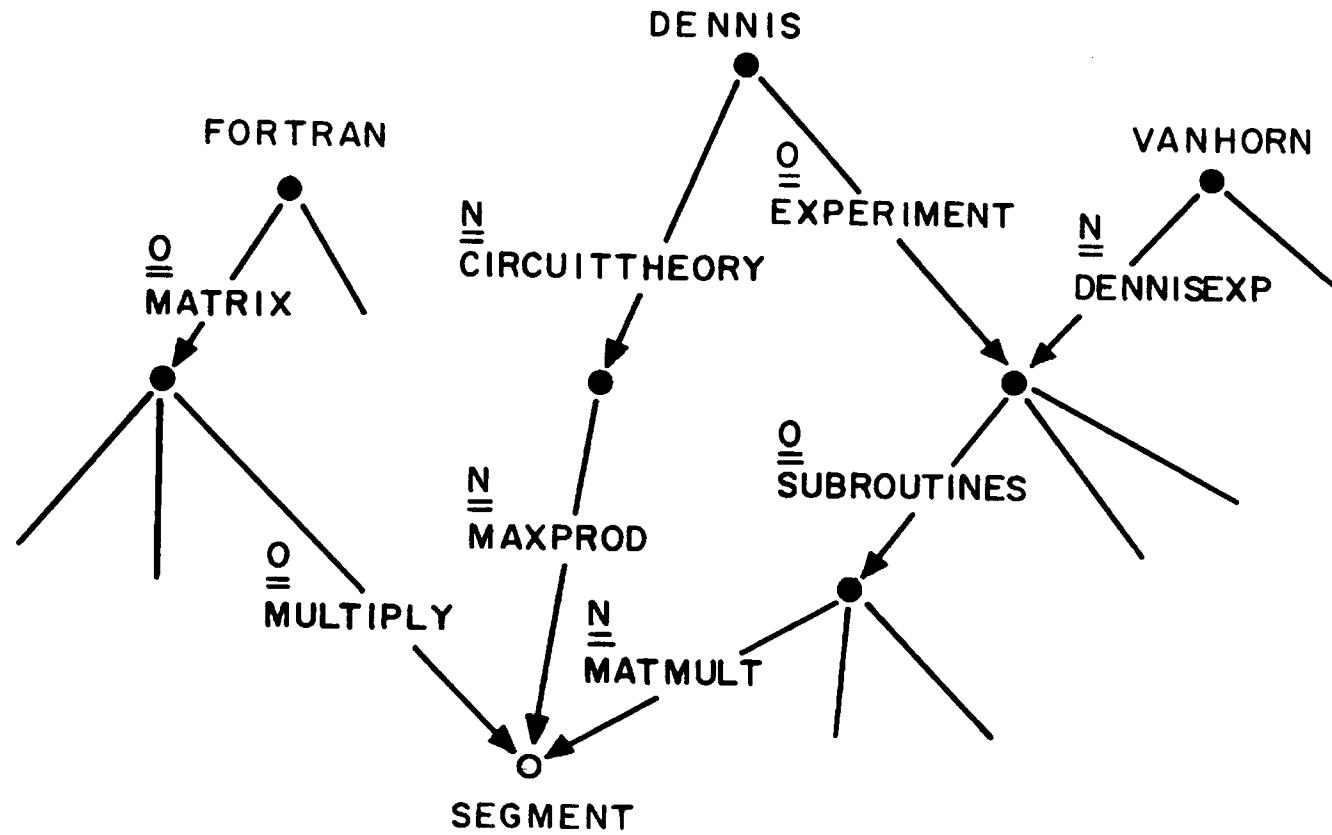 DENNIS
FORTRAN
VANHORN
O
EXPERIMENT
N
CIRCUITTHEORY
N
DENNISEXP
O
MATRIX
O
SUBROUTINES
N
MAXPROD
O
MULTIPLY
N
MATMULT
SEGMENT